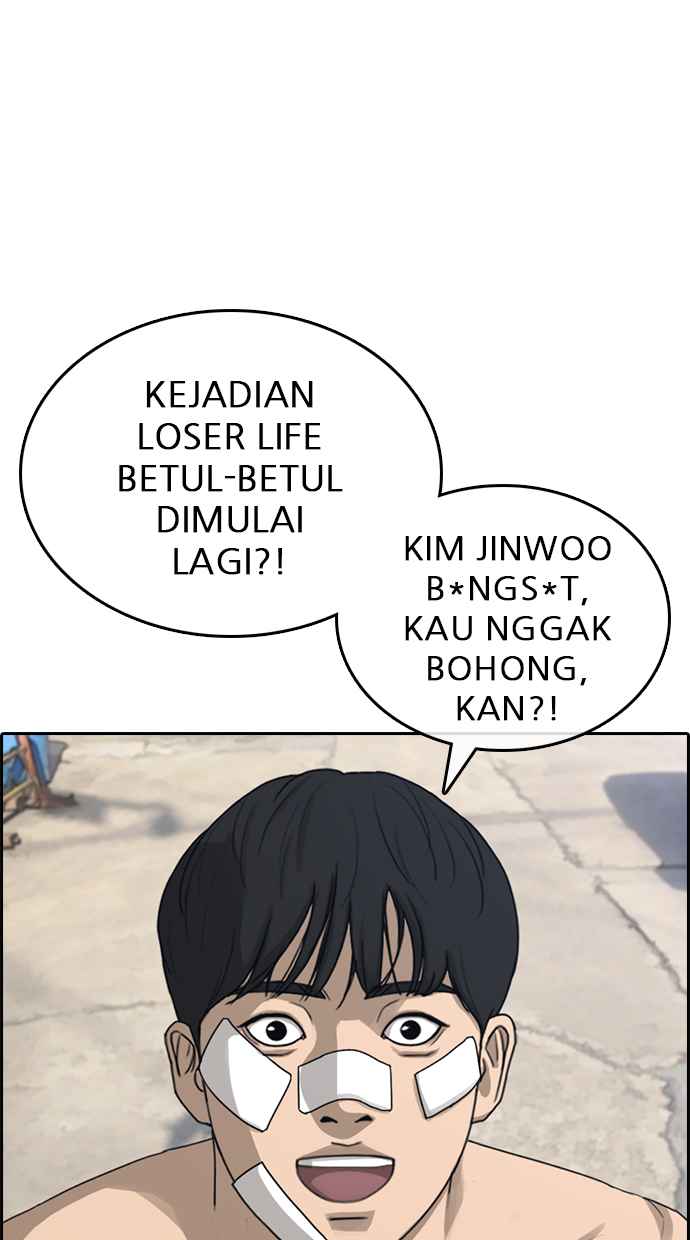 KEJADIAN
LOSER LIFE
BETUL-BETUL
DIMULAI
LAGI?!
KIM JINWOO
B*NGS*T,
KAU NGGAK
BOHONG,
KAN?!